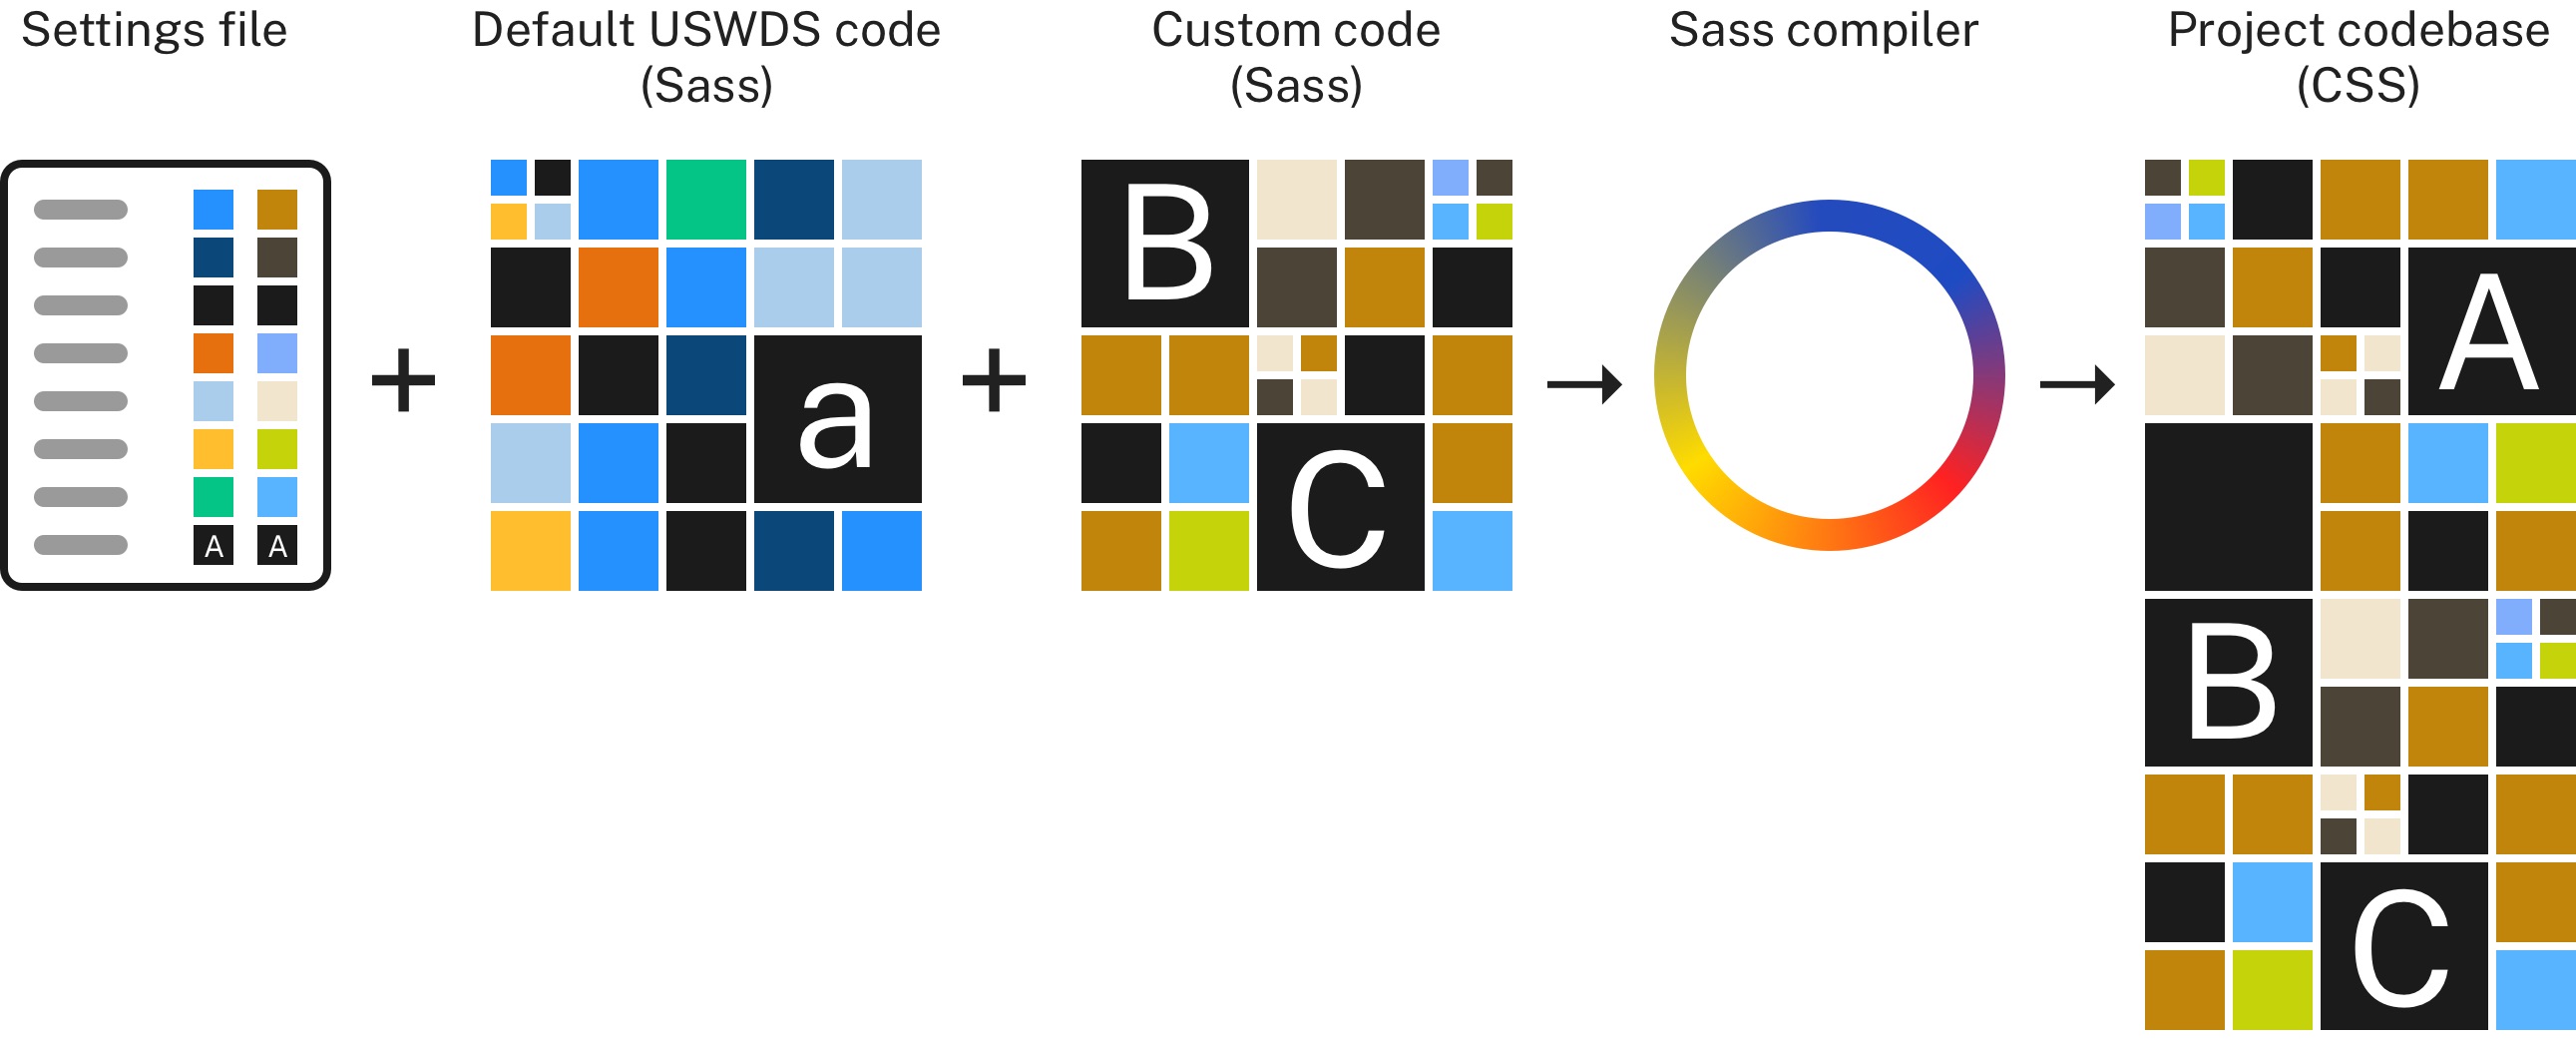 Settings file
Default USWDS code
(Sass)
Custom code
(Sass)
Sass compiler
Project codebase
(CSS)
A A
a
B
C
A
B
C